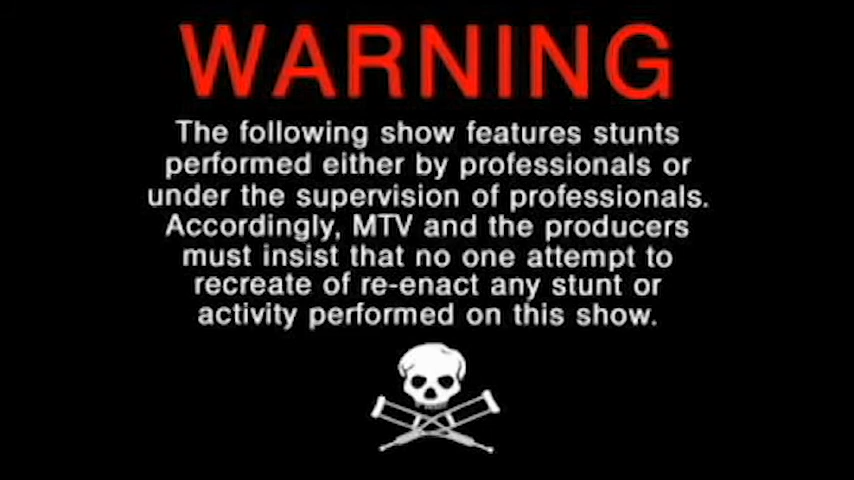 WARNING
The following show features stunts
performed either by professionals or
under the supervision of professionals.
Accordingly, MTV and the producers
must insist that no one attempt to
recreate of re-enact any stunt or
activity performed on this show.